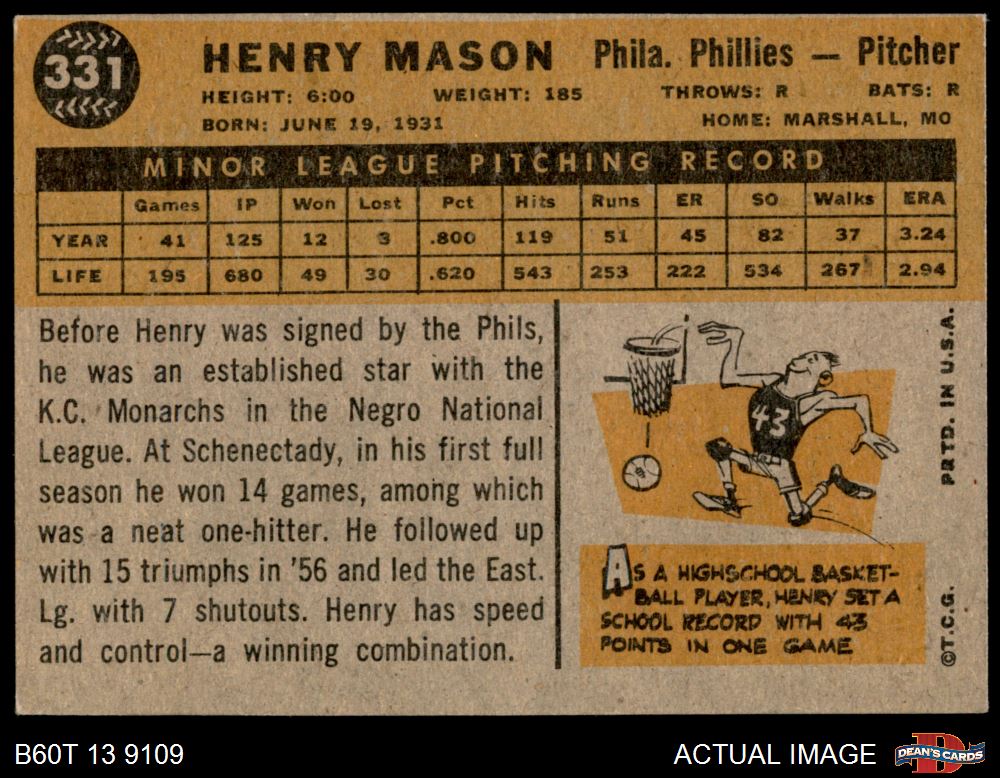 331
HENRY MASON Phila. Phillies — Pitcher
HEIGHT: 6:00 WEIGHT: 185 THROWS: R BATS: R
BORN: JUNE 19, 1931 HOME: MARSHALL, MO
MINOR LEAGUE PITCHING RECORD
Games IP Won Lost Pct Hits Runs ER SO Walks ERA
YEAR 41 125 12 3 .800 119 51 45 82 37 3.24
LIFE 195 680 49 30 .620 543 253 222 534 267 2.94
Before Henry was signed by the Phils,
he was an established star with the
K.C. Monarchs in the Negro National
League. At Schenectady, in his first full
season he won 14 games, among which
was a neat one-hitter. He followed up
with 15 triumphs in '56 and led the East.
Lg. with 7 shutouts. Henry has speed
and control—a winning combination.
43
AS A HIGHSCHOOL BASKET-
BALL PLAYER, HENRY SET A
SCHOOL RECORD WITH 43
POINTS IN ONE GAME
©T.C.G. PRTD. IN U.S.A.
B60T 13 9109 ACTUAL IMAGE DEAN'S CARDS